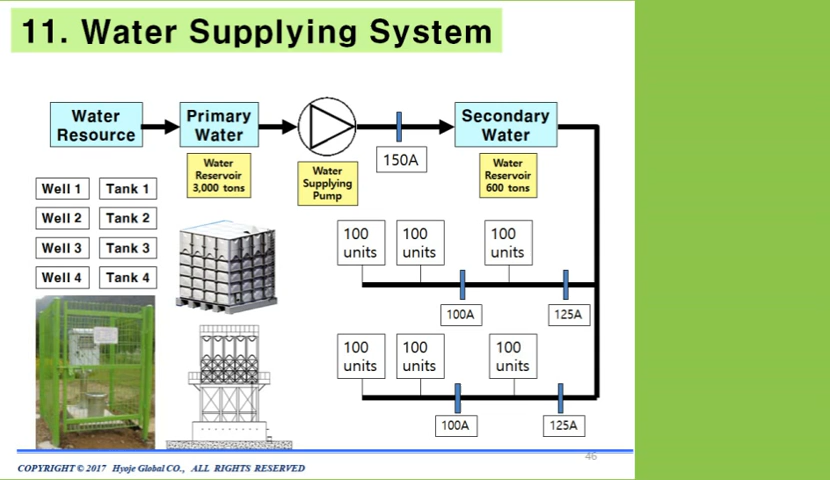 11. Water Supplying System
Water
Resource
Primary
Water
Secondary
Water
150A
Water
Reservoir
3,000 tons
Water
Supplying
Pump
Water
Reservoir
600 tons
Well 1
Tank 1
Well 2
Tank 2
Well 3
Tank 3
Well 4
Tank 4
100
units
100
units
100
units
100A
125A
100
units
100
units
100
units
100A
125A
46
COPYRIGHT © 2017 Hyoje Global CO., ALL RIGHTS RESERVED